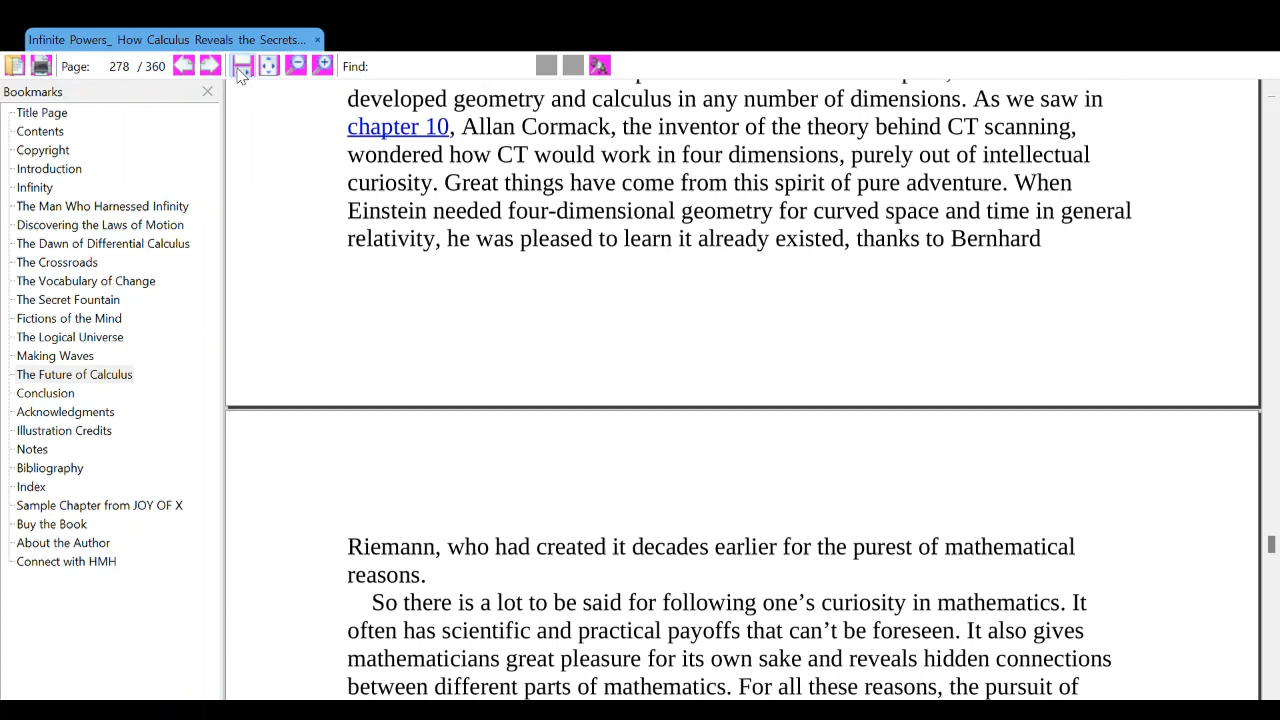 Infinite Powers_ How Calculus Reveals the Secrets... ×
Page: 278 / 360 Find:
Bookmarks
Title Page
Contents
Copyright
Introduction
Infinity
The Man Who Harnessed Infinity
Discovering the Laws of Motion
The Dawn of Differential Calculus
The Crossroads
The Vocabulary of Change
The Secret Fountain
Fictions of the Mind
The Logical Universe
Making Waves
The Future of Calculus
Conclusion
Acknowledgments
Illustration Credits
Notes
Bibliography
Index
Sample Chapter from JOY OF X
Buy the Book
About the Author
Connect with HMH
developed geometry and calculus in any number of dimensions. As we saw in
chapter 10, Allan Cormack, the inventor of the theory behind CT scanning,
wondered how CT would work in four dimensions, purely out of intellectual
curiosity. Great things have come from this spirit of pure adventure. When
Einstein needed four-dimensional geometry for curved space and time in general
relativity, he was pleased to learn it already existed, thanks to Bernhard
Riemann, who had created it decades earlier for the purest of mathematical
reasons.
So there is a lot to be said for following one’s curiosity in mathematics. It
often has scientific and practical payoffs that can’t be foreseen. It also gives
mathematicians great pleasure for its own sake and reveals hidden connections
between different parts of mathematics. For all these reasons, the pursuit of